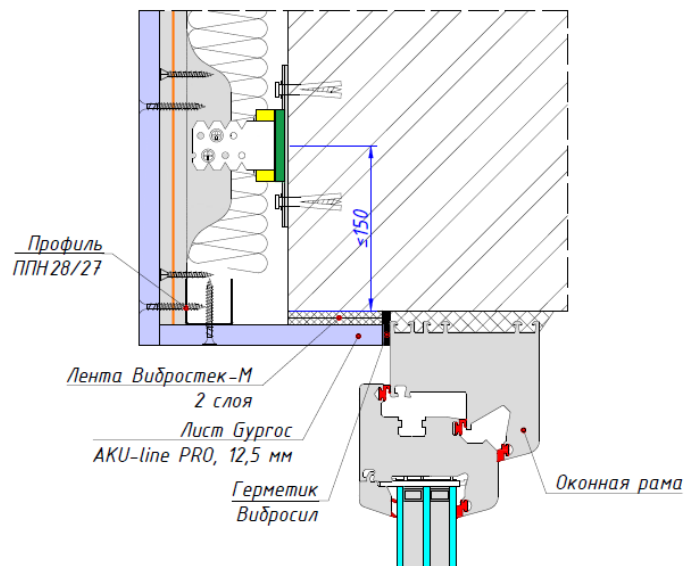 ≤150
Профиль
ППН28/27
Лента Вибростек-М
2 слоя
Лист Gyproc
AKU-line PRO, 12,5 мм
Герметик
Вибросил
Оконная рама